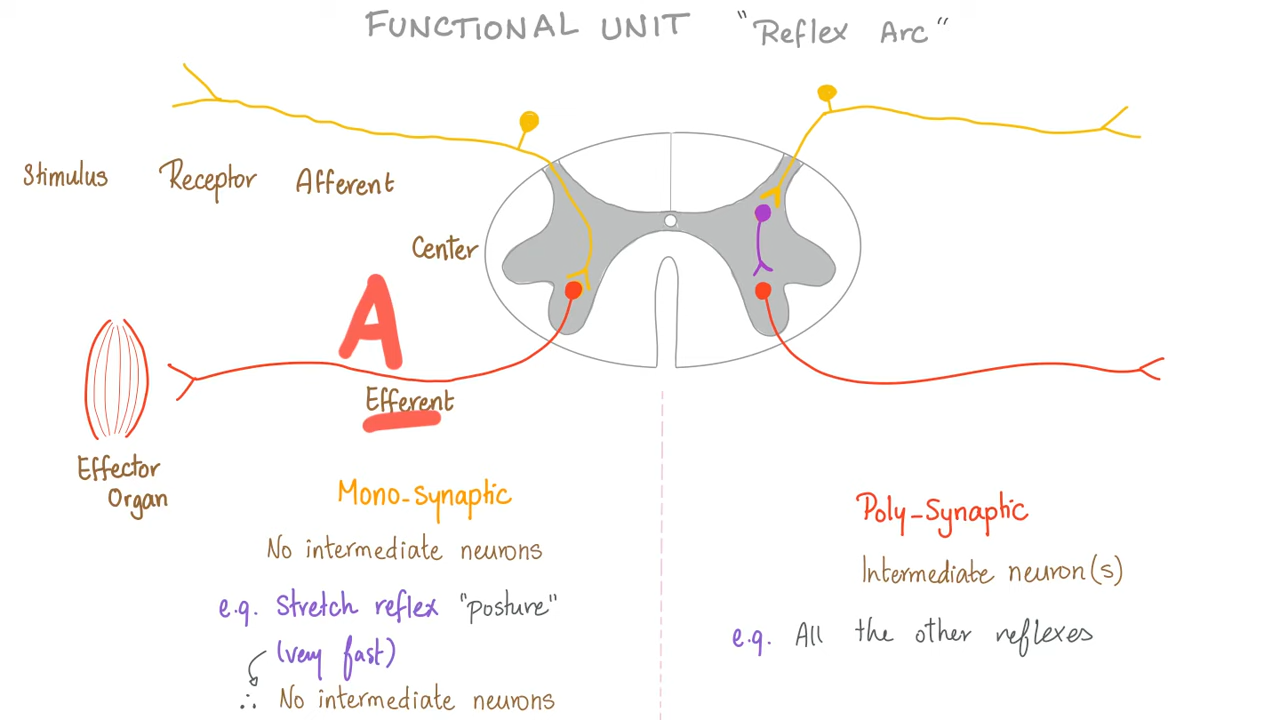 FUNCTIONAL UNIT "Reflex Arc"
Stimulus Receptor Afferent
Center
A
Efferent
Effector
Organ
Mono-Synaptic
No intermediate neurons
e.g. Stretch reflex "posture"
(very fast)
∴ No intermediate neurons
Poly-Synaptic
Intermediate neuron(s)
e.g. All the other reflexes